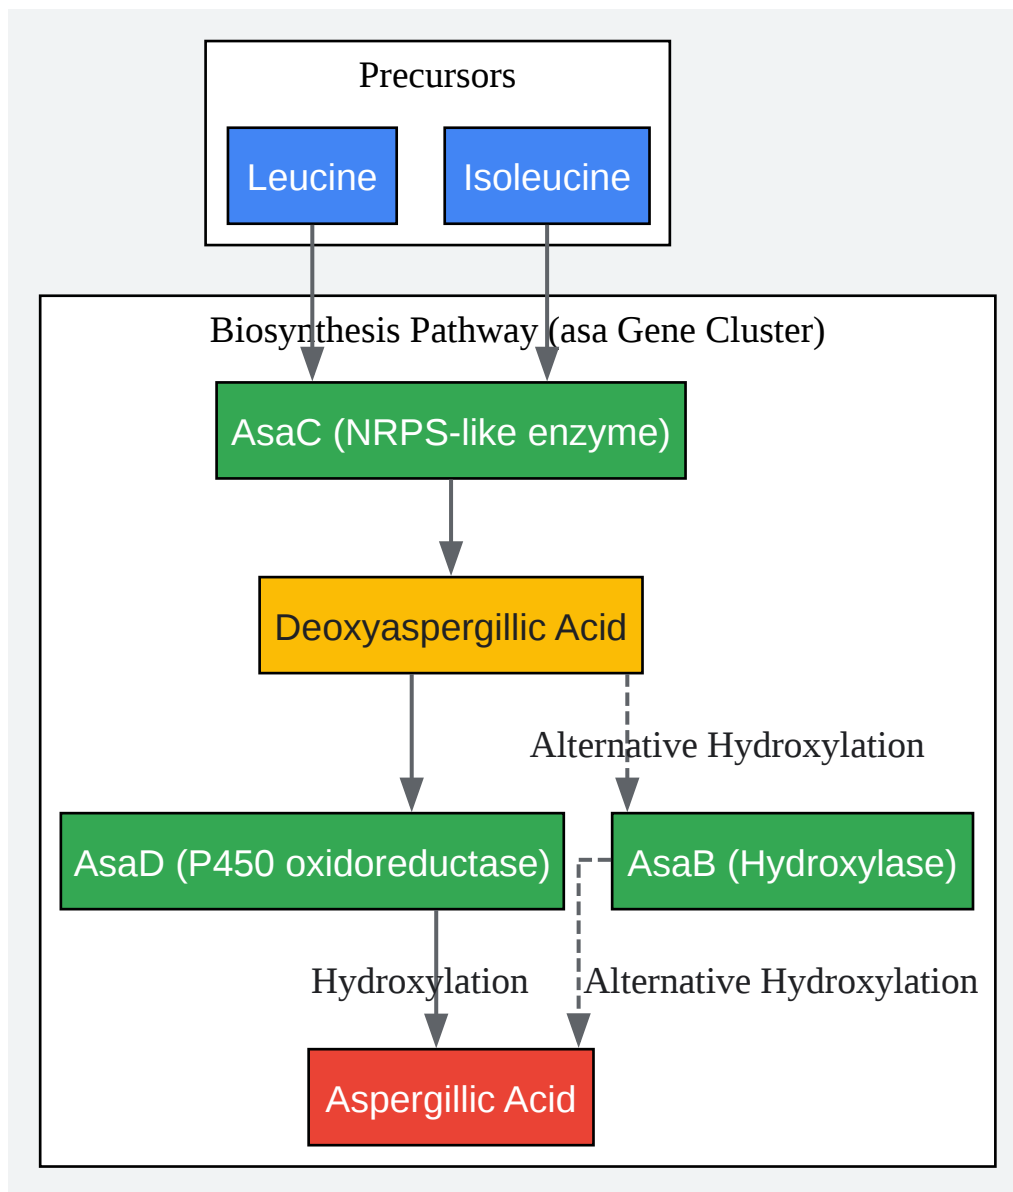 Precursors
Leucine
Isoleucine
Biosynthesis Pathway (asa Gene Cluster)
AsaC (NRPS-like enzyme)
Deoxyaspergillic Acid
Alternative Hydroxylation
AsaD (P450 oxidoreductase)
AsaB (Hydroxylase)
Hydroxylation
Alternative Hydroxylation
Aspergillic Acid